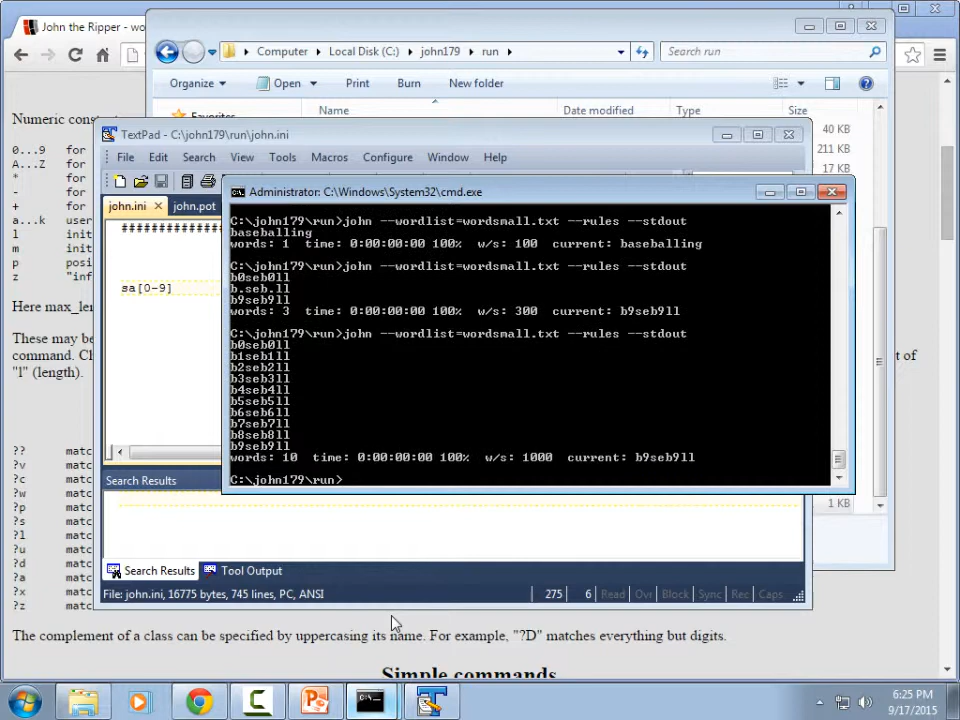 John the Ripper - wo
Computer ▸ Local Disk (C:) ▸ john179 ▸ run ▸
Search run
Organize
Open
Print
Burn
New folder
Name
Date modified
Type
Size
40 KB
211 KB
17 KB
1 KB
Numeric cons
0...9 for
A...Z for
* for
- for
+ for
a...k user
l init
m init
p posi
z "inf
Here max_le
These may be
command. C
of
"l" (length).
?? matc
?v matc
?c matc
?w matc
?p matc
?s matc
?l matc
?u matc
?d matc
?a matc
?x matc
?z matc
The complement of a class can be specified by uppercasing its name. For example, "?D" matches everything but digits.
Simple commands
TextPad - C:\john179\run\john.ini
File Edit Search View Tools Macros Configure Window Help
john.ini
john.pot
sa[0-9]
Search Results
Search Results
Tool Output
File: john.ini, 16775 bytes, 745 lines, PC, ANSI
275 6 Read Ovr Block Sync Rec Caps
Administrator: C:\Windows\System32\cmd.exe
C:\john179\run>john --wordlist=wordsmall.txt --rules --stdout
baseballing
words: 1 time: 0:00:00:00 100% w/s: 100 current: baseballing
C:\john179\run>john --wordlist=wordsmall.txt --rules --stdout
b0seb0ll
b.seb.ll
b9seb9ll
words: 3 time: 0:00:00:00 100% w/s: 300 current: b9seb9ll
C:\john179\run>john --wordlist=wordsmall.txt --rules --stdout
b0seb0ll
b1seb1ll
b2seb2ll
b3seb3ll
b4seb4ll
b5seb5ll
b6seb6ll
b7seb7ll
b8seb8ll
b9seb9ll
words: 10 time: 0:00:00:00 100% w/s: 1000 current: b9seb9ll
C:\john179\run>
6:25 PM
9/17/2015